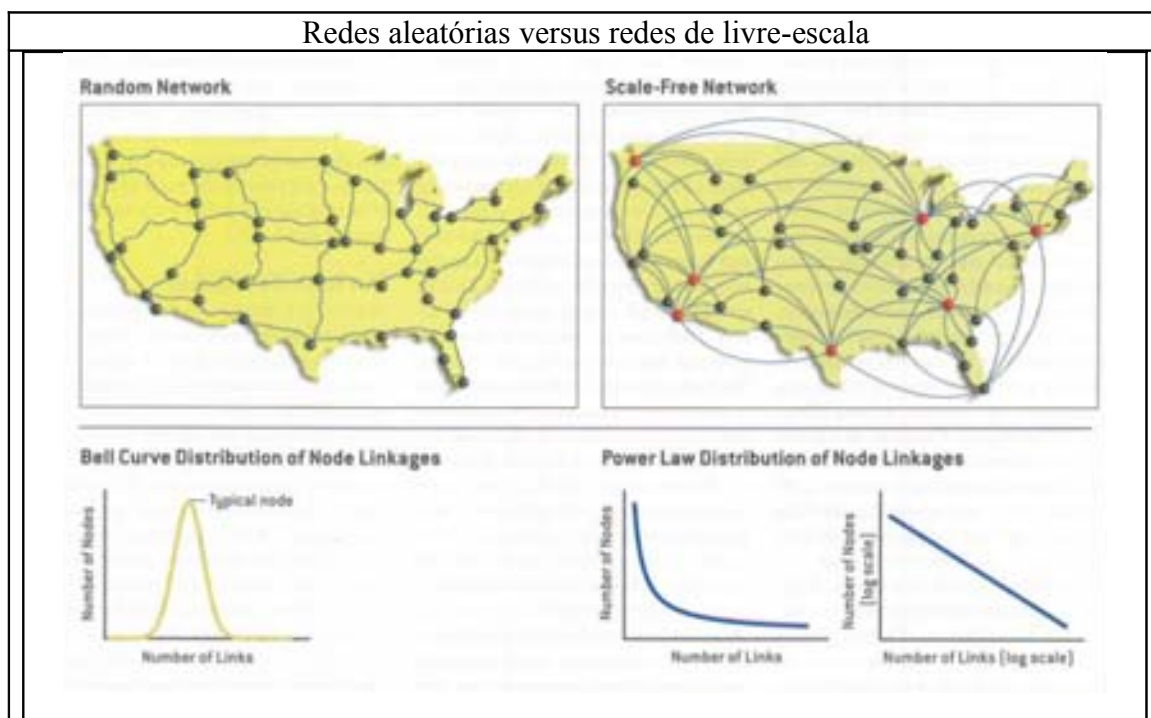 Redes aleatórias versus redes de livre-escala
Random Network
Scale-Free Network
Bell Curve Distribution of Node Linkages
Typical node
Number of Nodes
Number of Links
Power Law Distribution of Node Linkages
Number of Nodes
Number of Links
Number of Nodes
[log scale]
Number of Links [log scale]